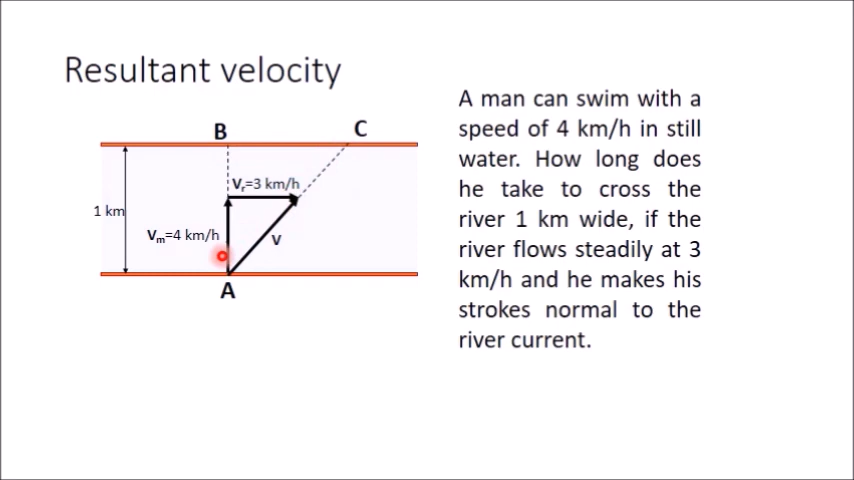 Resultant velocity
A man can swim with a
speed of 4 km/h in still
water. How long does
he take to cross the
river 1 km wide, if the
river flows steadily at 3
km/h and he makes his
strokes normal to the
river current.
B
C
Vr=3 km/h
1 km
Vm=4 km/h
V
A